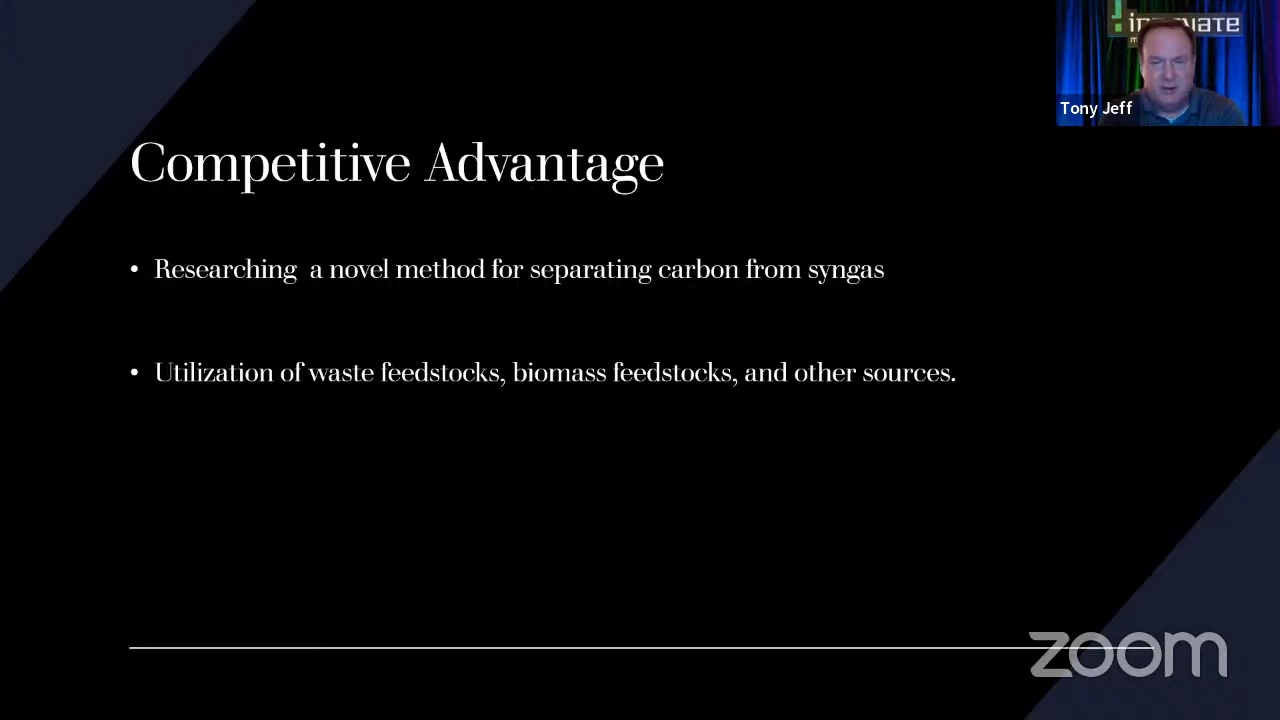 Tony Jeff
Competitive Advantage
• Researching  a novel method for separating carbon from syngas
• Utilization of waste feedstocks, biomass feedstocks, and other sources.
zoom